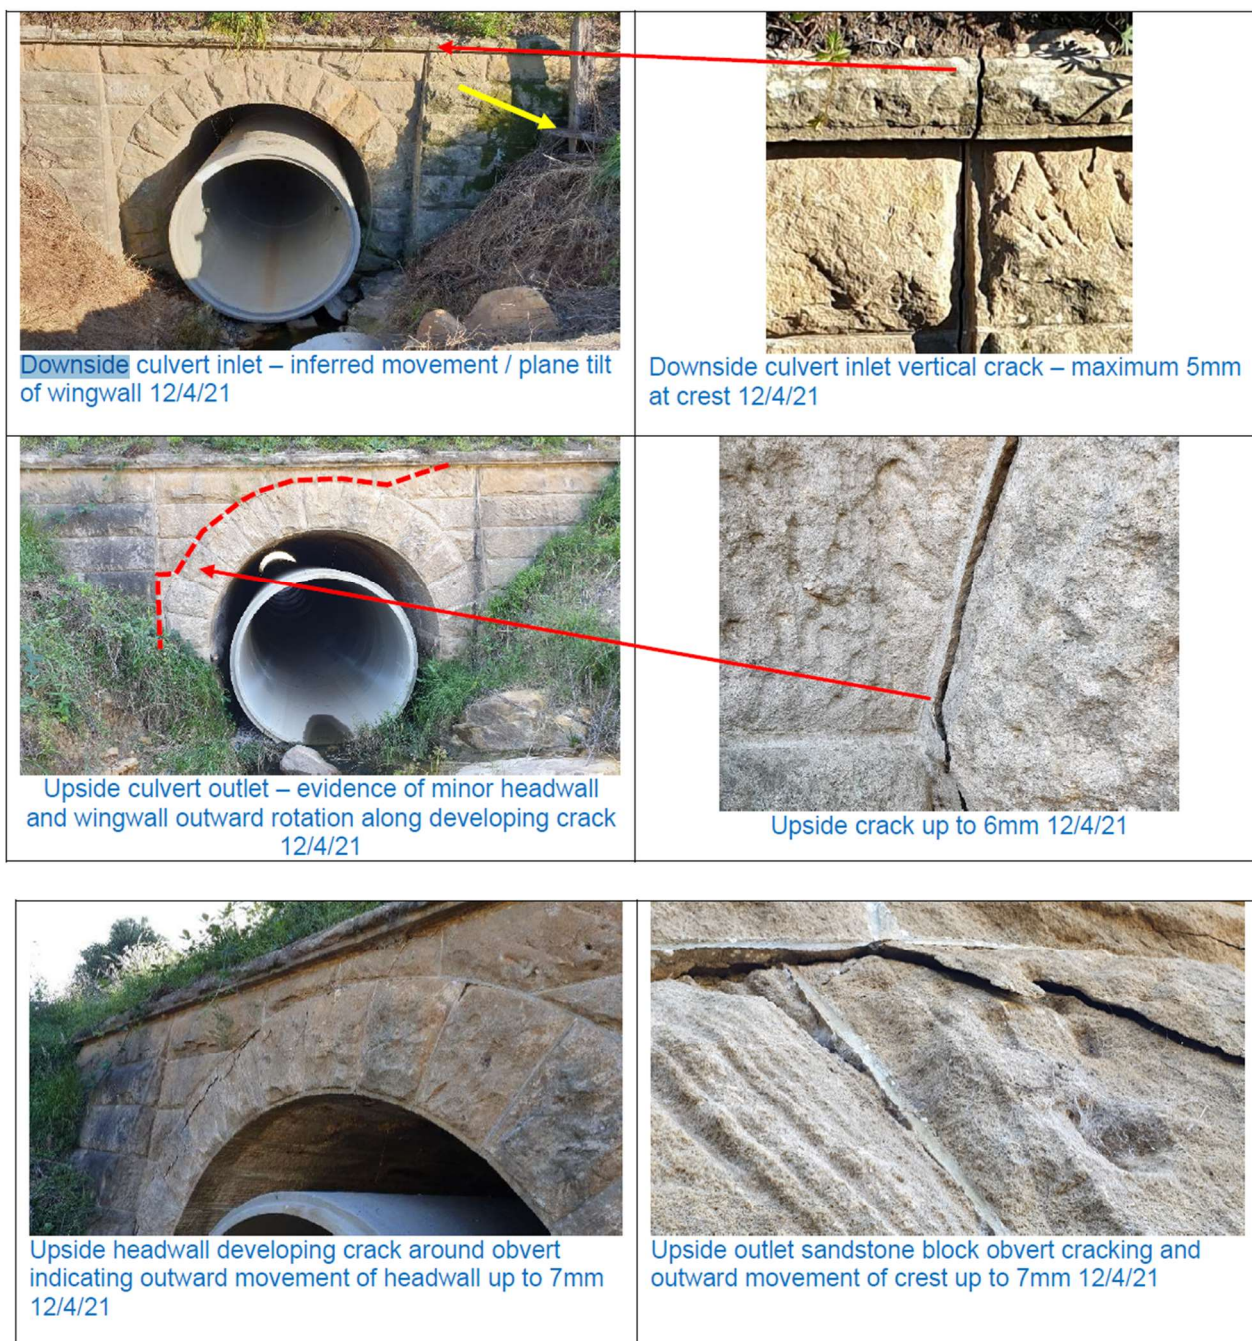 Downside culvert inlet – inferred movement / plane tilt
of wingwall 12/4/21
Downside culvert inlet vertical crack – maximum 5mm
at crest 12/4/21
Upside culvert outlet – evidence of minor headwall
and wingwall outward rotation along developing crack
12/4/21
Upside crack up to 6mm 12/4/21
Upside headwall developing crack around obvert
indicating outward movement of headwall up to 7mm
12/4/21
Upside outlet sandstone block obvert cracking and
outward movement of crest up to 7mm 12/4/21